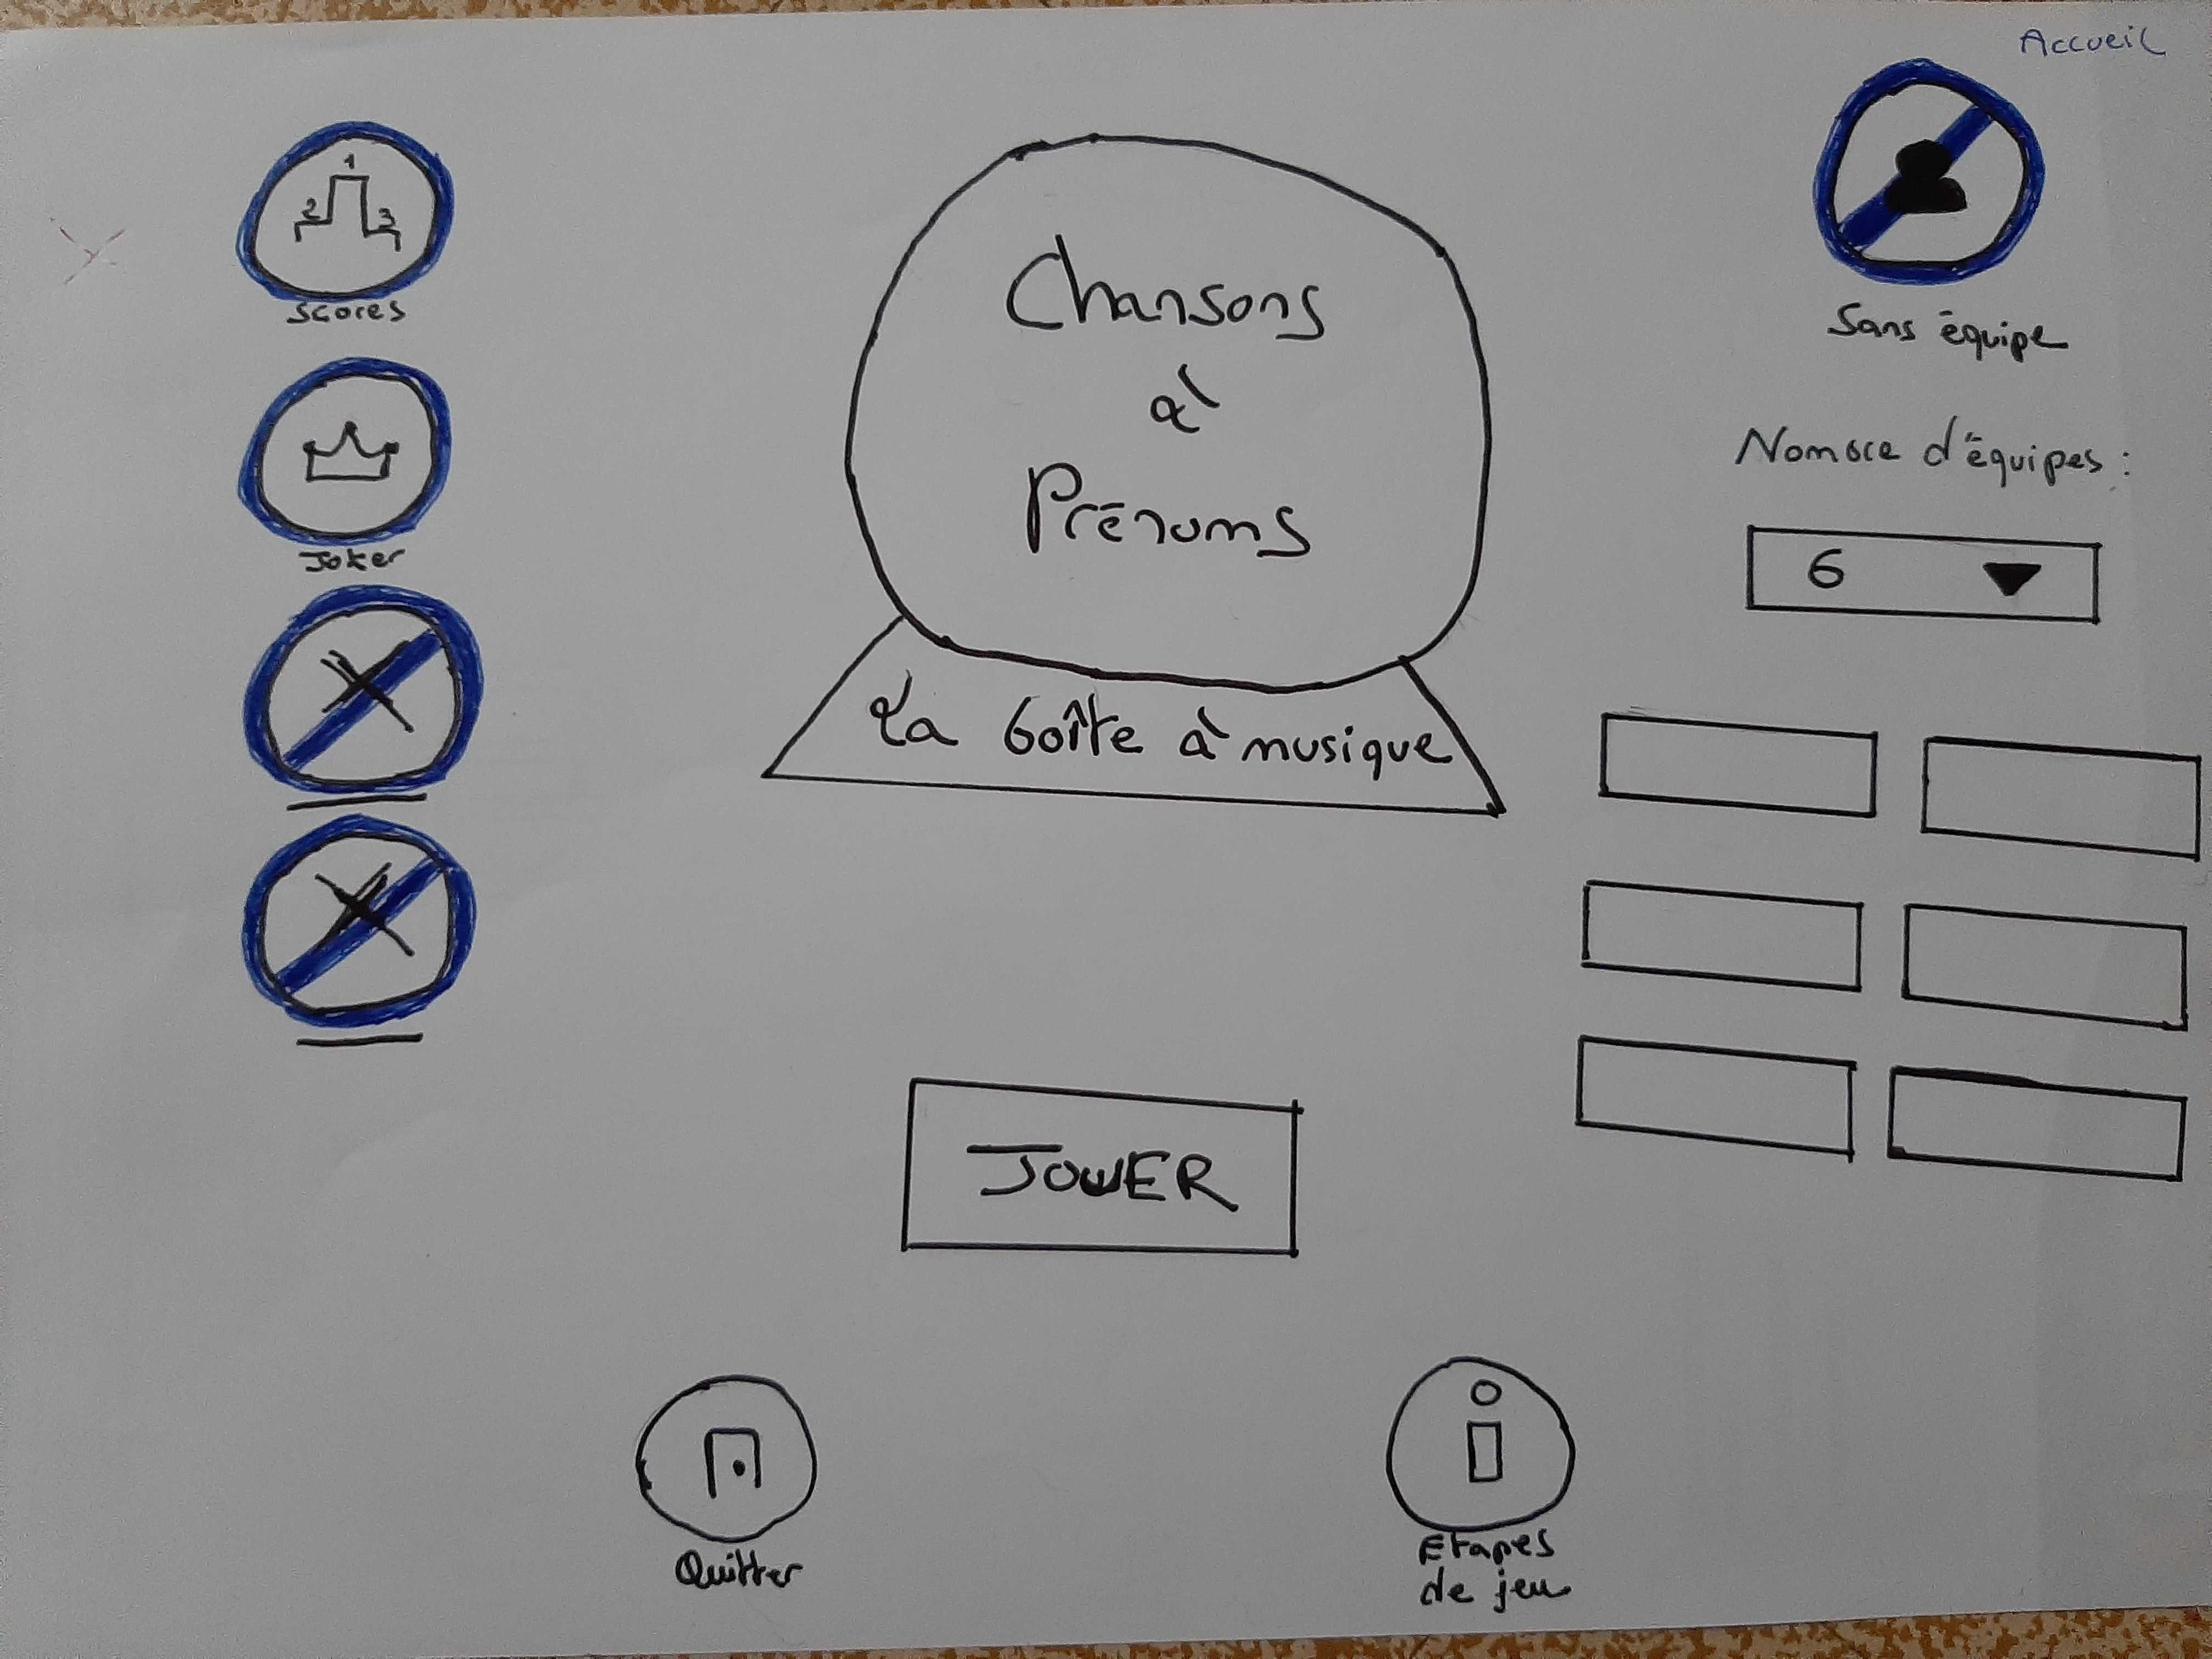 Accueil
1
2 3
Scores
Joker
Chansons
à
Prénoms
La boîte à musique
Sans équipe
Nombre d'équipes :
6
JOUER
Quitter
Etapes
de jeu